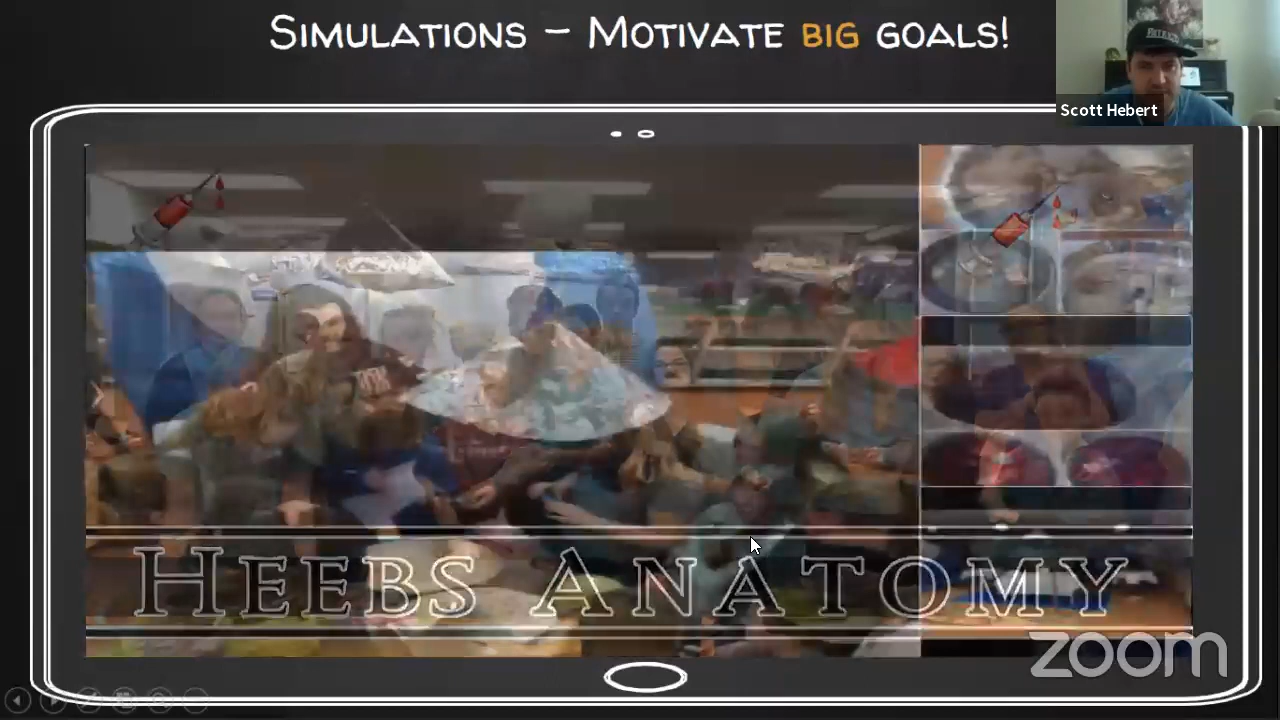 Simulations – Motivate big goals!
Scott Hebert
Heebs Anatomy
zoom